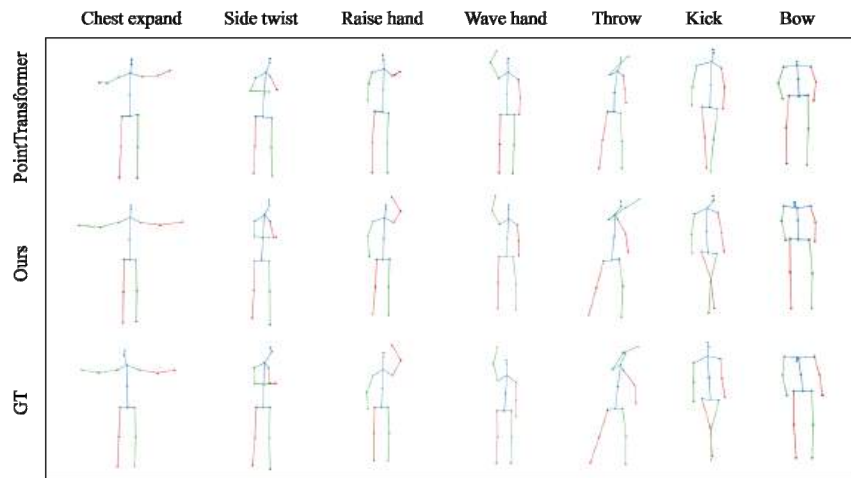 Chest expand Side twist Raise hand Wave hand Throw Kick Bow
PointTransformer
Ours
GT